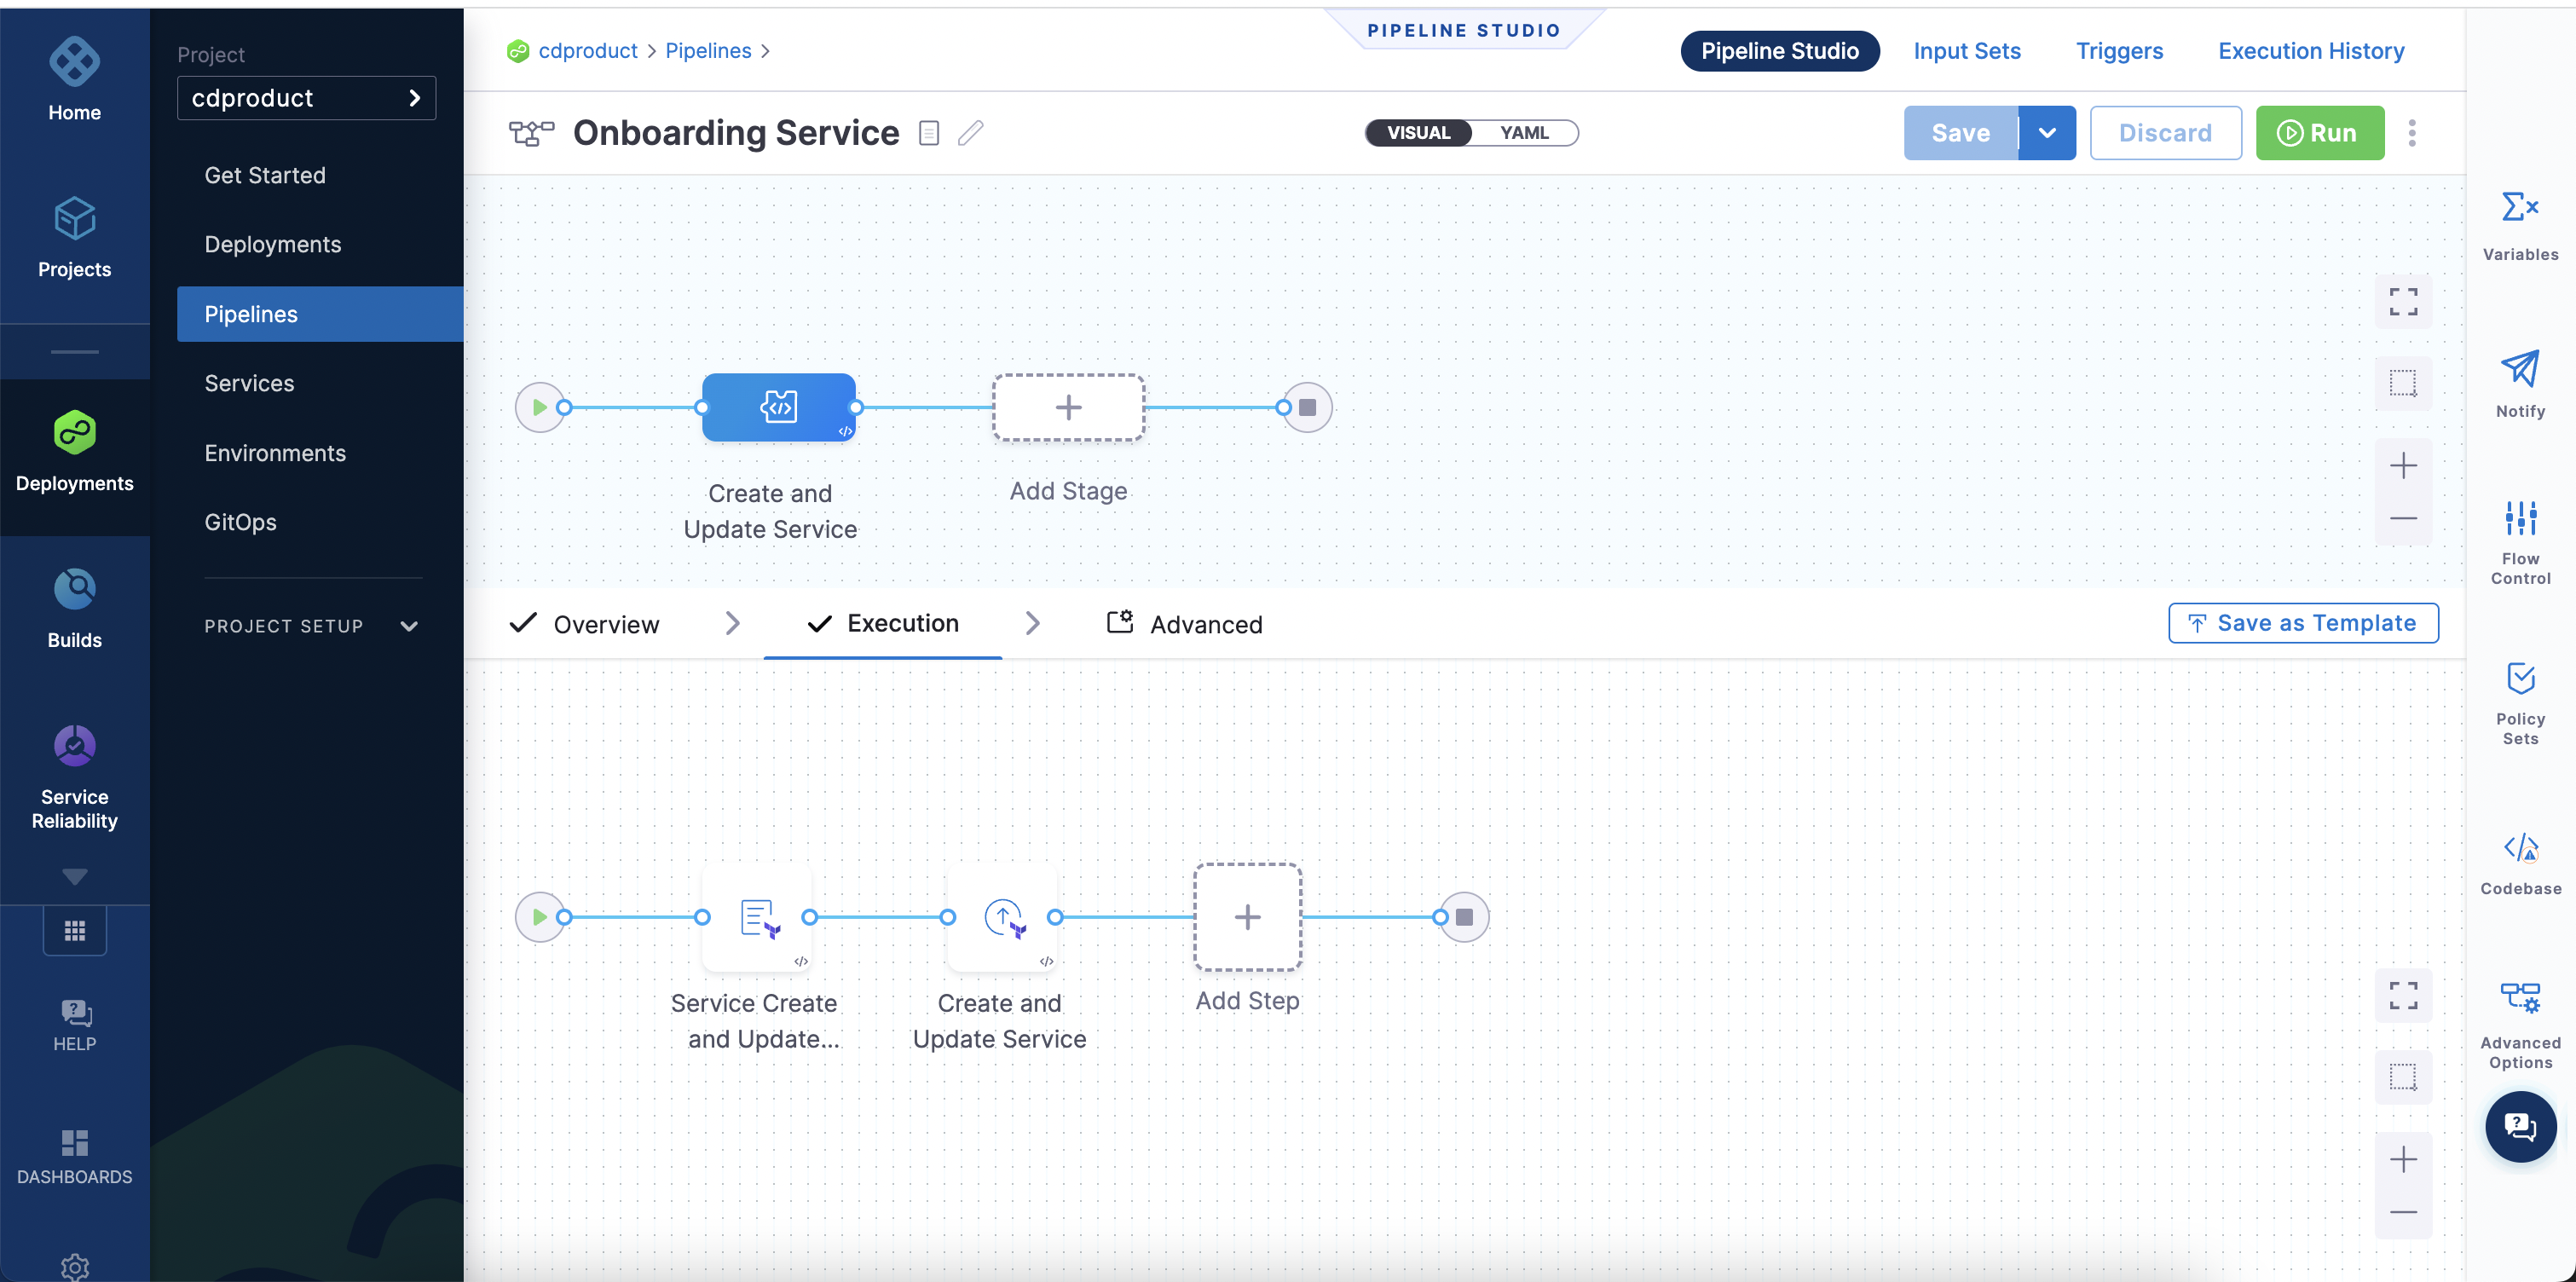 Home
Projects
Deployments
Builds
Service
Reliability
HELP
DASHBOARDS
Project
cdproduct
Get Started
Deployments
Pipelines
Services
Environments
GitOps
PROJECT SETUP
cdproduct > Pipelines >
PIPELINE STUDIO
Pipeline Studio
Input Sets
Triggers
Execution History
Onboarding Service
VISUAL
YAML
Save
Discard
Run
Create and
Update Service
Add Stage
Overview
Execution
Advanced
Save as Template
Service Create
and Update...
Create and
Update Service
Add Step
Variables
Notify
Flow
Control
Policy
Sets
Codebase
Advanced
Options